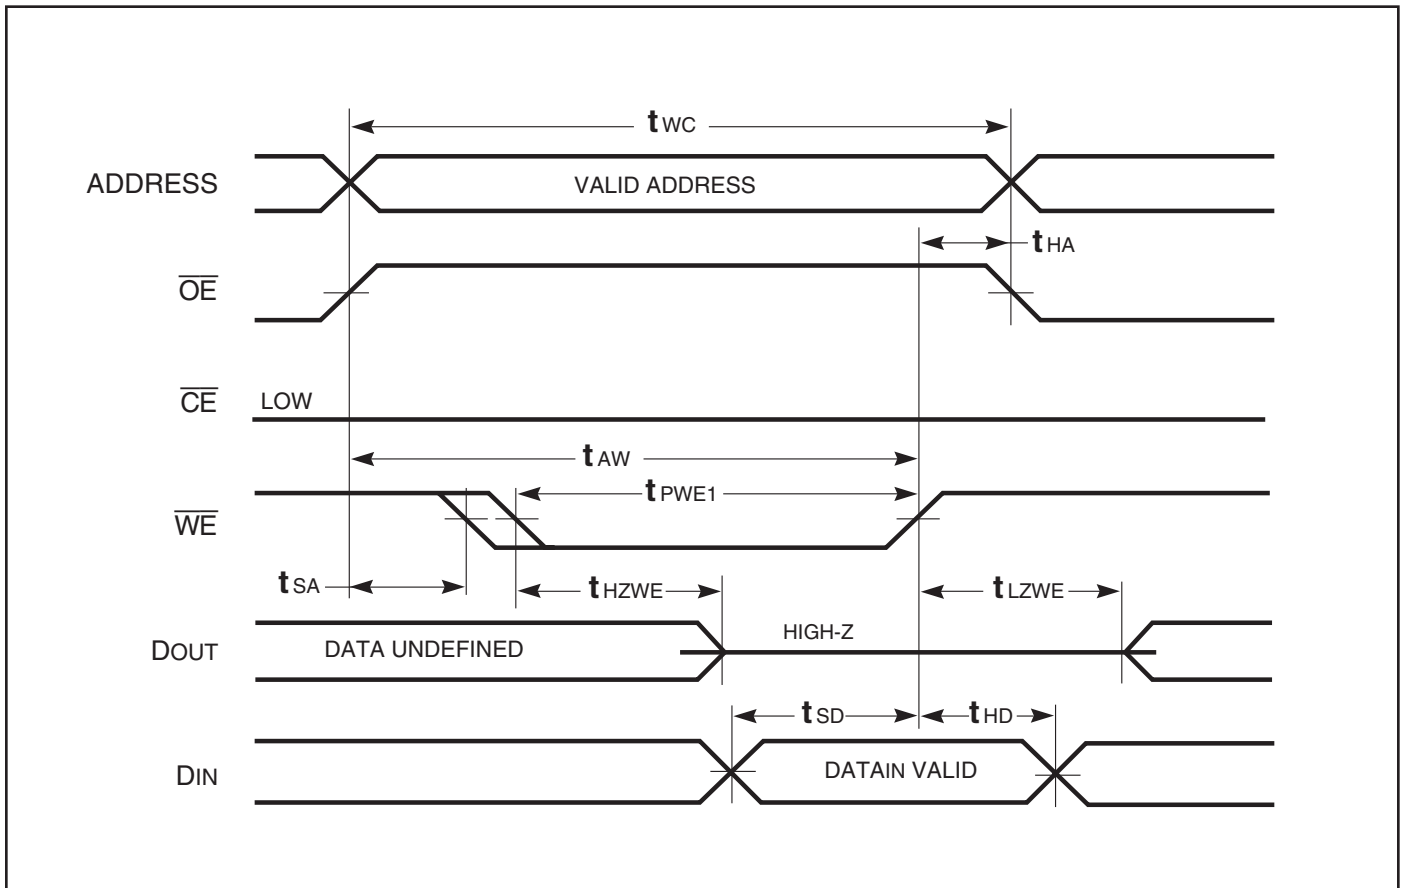 tWC
ADDRESS
VALID ADDRESS
tHA
OE
CE
LOW
tAW
tPWE1
WE
tSA
tHZWE
tLZWE
DOUT
DATA UNDEFINED
HIGH-Z
tSD
tHD
DIN
DATAIN VALID